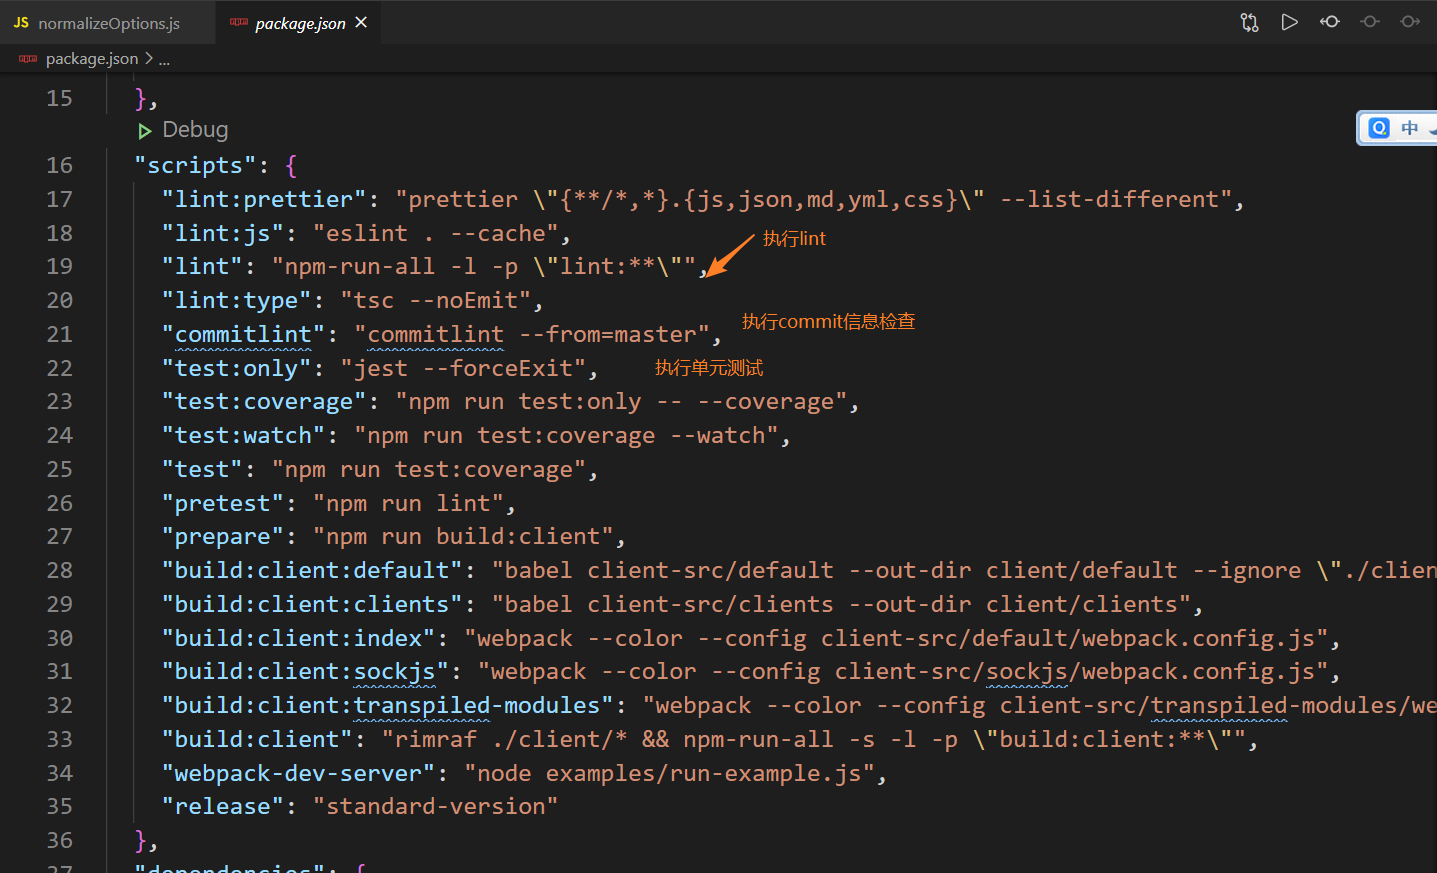 JS normalizeOptions.js package.json ×
package.json > ...
15 },
Debug
16 "scripts": {
17 "lint:prettier": "prettier \"{**/*,*}.{js,json,md,yml,css}\" --list-different",
18 "lint:js": "eslint . --cache",
执行lint
19 "lint": "npm-run-all -l -p \"lint:**\"",
20 "lint:type": "tsc --noEmit",
执行commit信息检查
21 "commitlint": "commitlint --from=master",
22 "test:only": "jest --forceExit", 执行单元测试
23 "test:coverage": "npm run test:only -- --coverage",
24 "test:watch": "npm run test:coverage --watch",
25 "test": "npm run test:coverage",
26 "pretest": "npm run lint",
27 "prepare": "npm run build:client",
28 "build:client:default": "babel client-src/default --out-dir client/default --ignore \"./clien
29 "build:client:clients": "babel client-src/clients --out-dir client/clients",
30 "build:client:index": "webpack --color --config client-src/default/webpack.config.js",
31 "build:client:sockjs": "webpack --color --config client-src/sockjs/webpack.config.js",
32 "build:client:transpiled-modules": "webpack --color --config client-src/transpiled-modules/we
33 "build:client": "rimraf ./client/* && npm-run-all -s -l -p \"build:client:**\"",
34 "webpack-dev-server": "node examples/run-example.js",
35 "release": "standard-version"
36 },
37 "dependencies": {
中